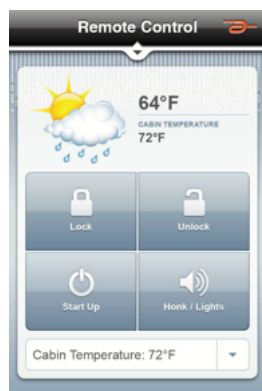 Remote Control
64°F
CABIN TEMPERATURE
72°F
Lock
Unlock
Start Up
Honk / Lights
Cabin Temperature: 72°F